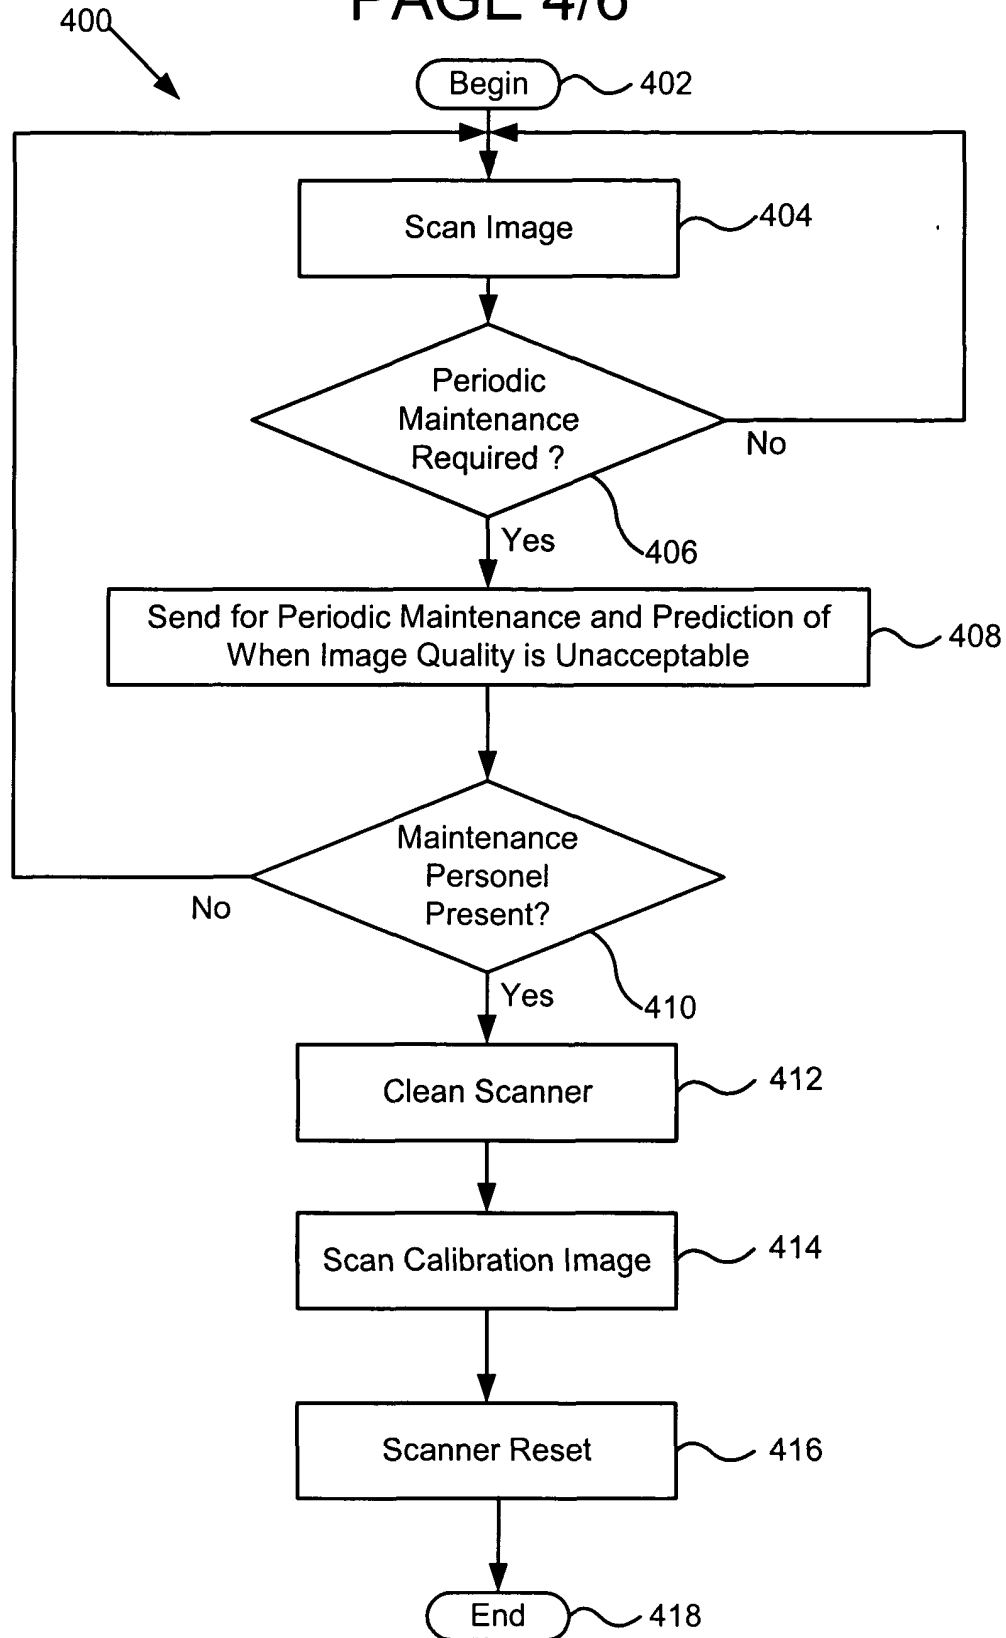 PAGE 4/6
400
Begin
402
Scan Image
404
Periodic
Maintenance
Required ?
No
406
Yes
Send for Periodic Maintenance and Prediction of
When Image Quality is Unacceptable
408
Maintenance
Personel
Present?
No
410
Yes
Clean Scanner
412
Scan Calibration Image
414
Scanner Reset
416
End
418